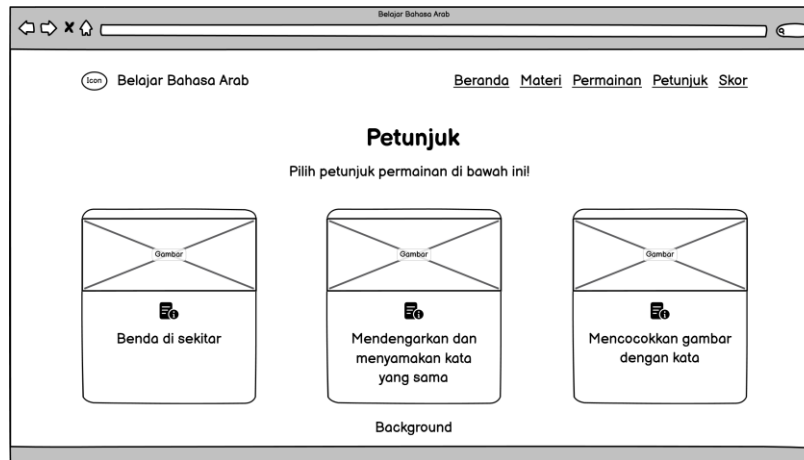 Belajar Bahasa Arab
Icon Belajar Bahasa Arab Beranda Materi Permainan Petunjuk Skor
Petunjuk
Pilih petunjuk permainan di bawah ini!
Gambar Gambar Gambar
Benda di sekitar
Mendengarkan dan
menyamakan kata
yang sama
Mencocokkan gambar
dengan kata
Background